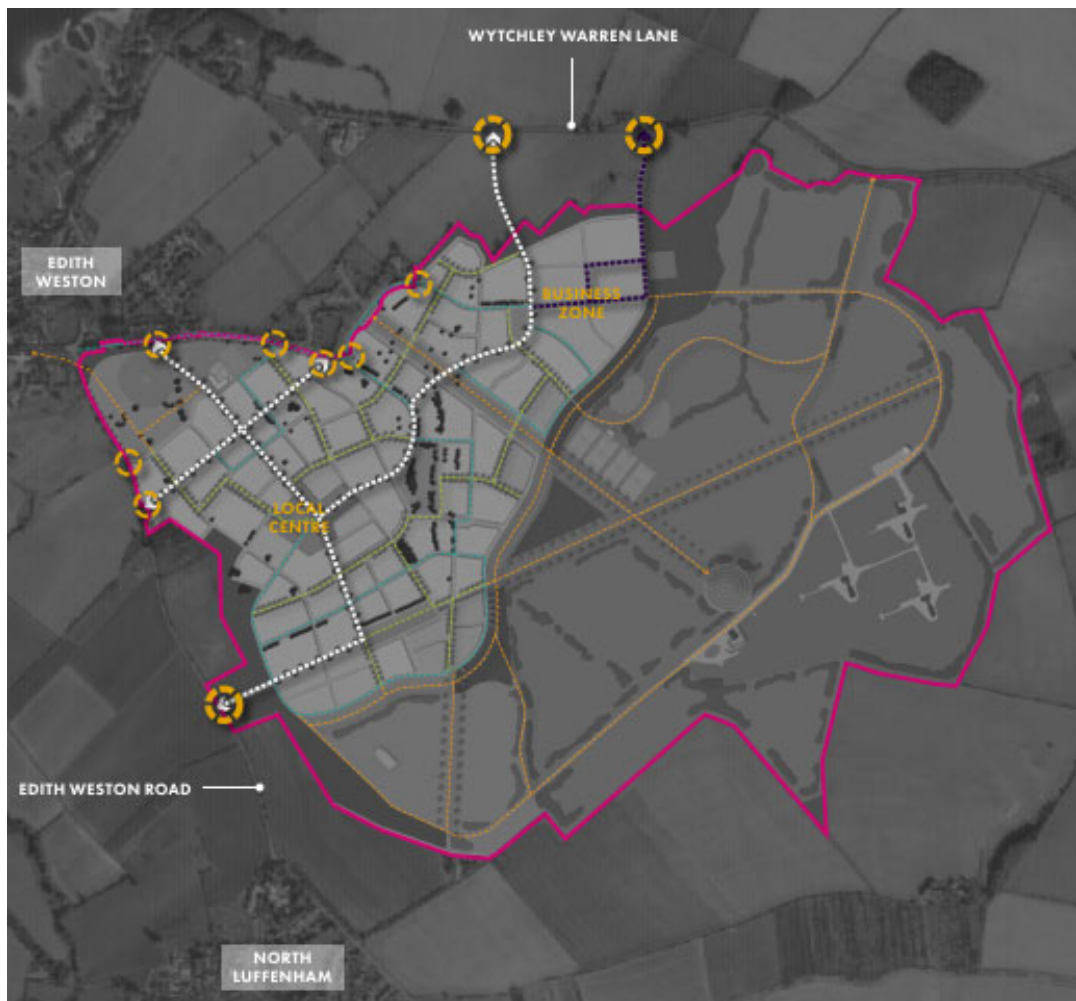 WYTCHLEY WARREN LANE
EDITH
WESTON
BUSINESS
ZONE
LOCAL
CENTRE
EDITH WESTON ROAD
NORTH
LUFFENHAM